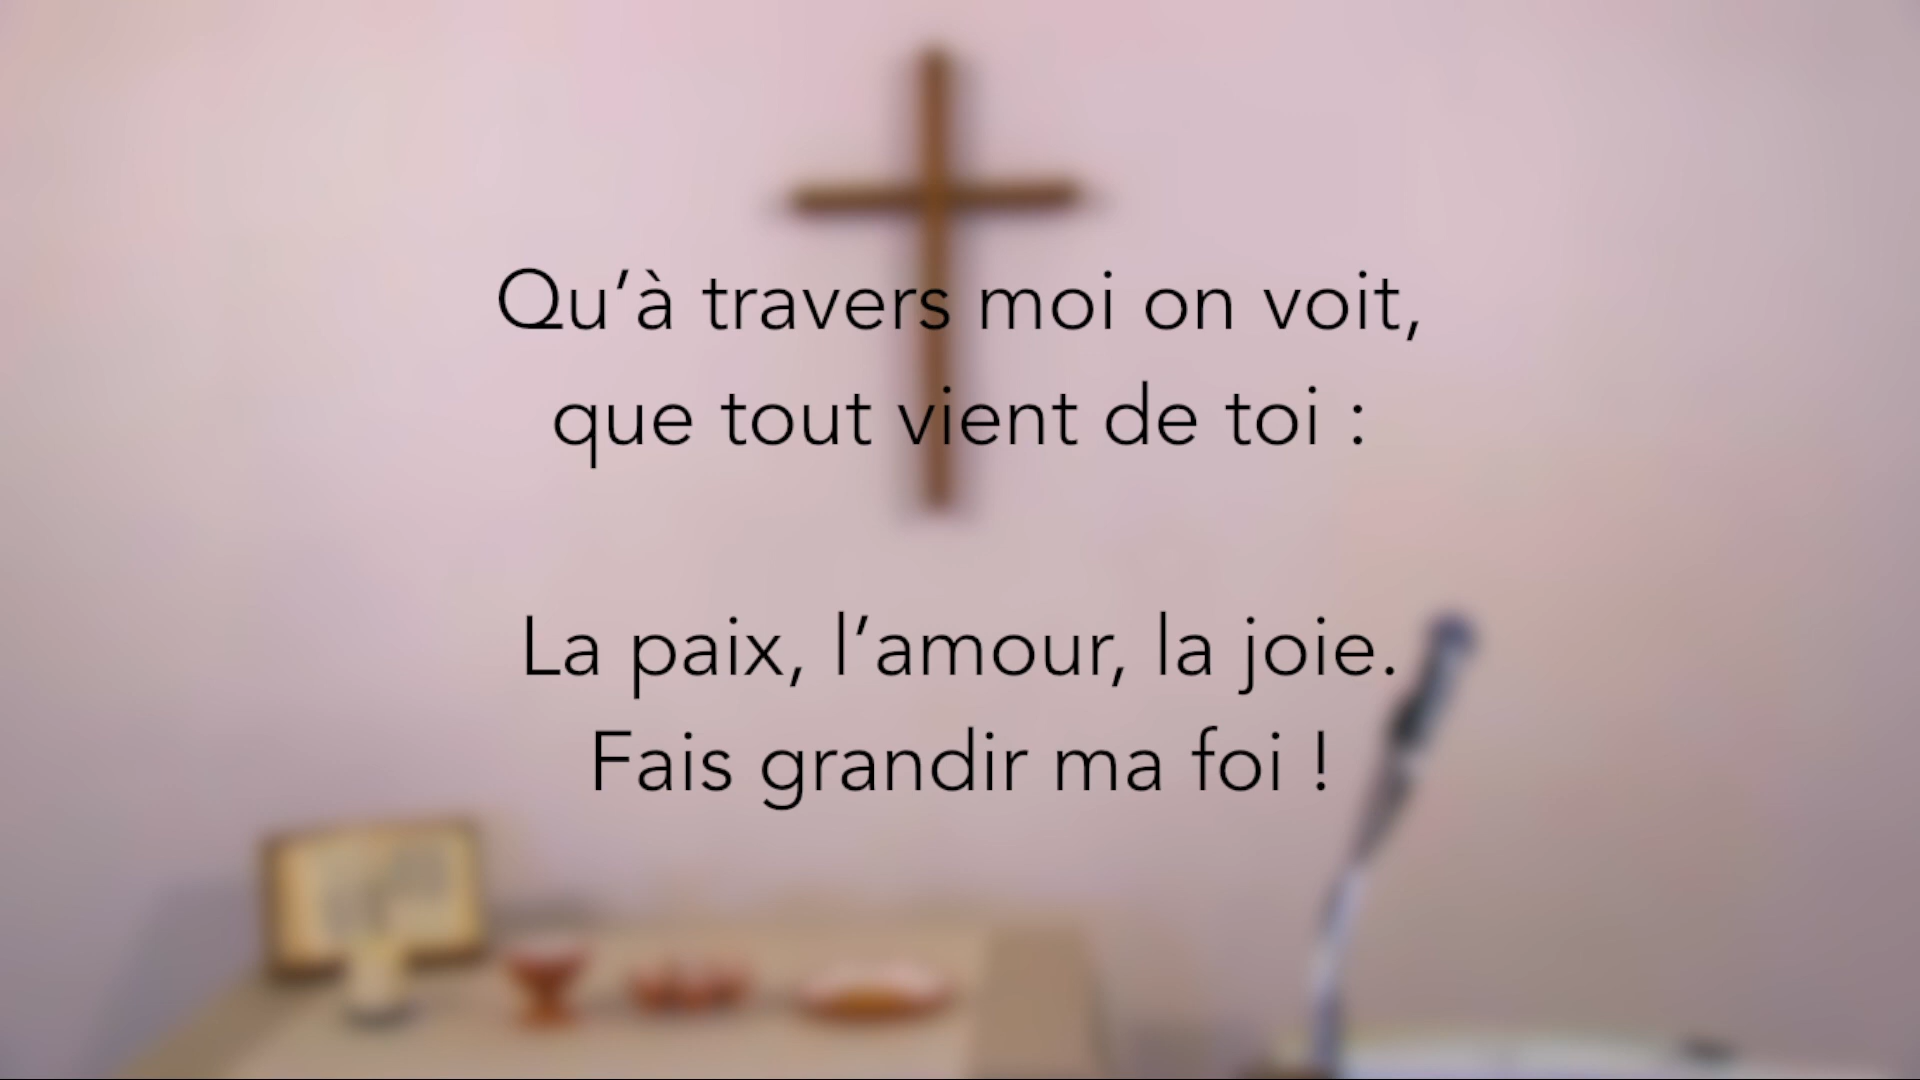 Qu’à travers moi on voit,
que tout vient de toi :
La paix, l’amour, la joie.
Fais grandir ma foi !